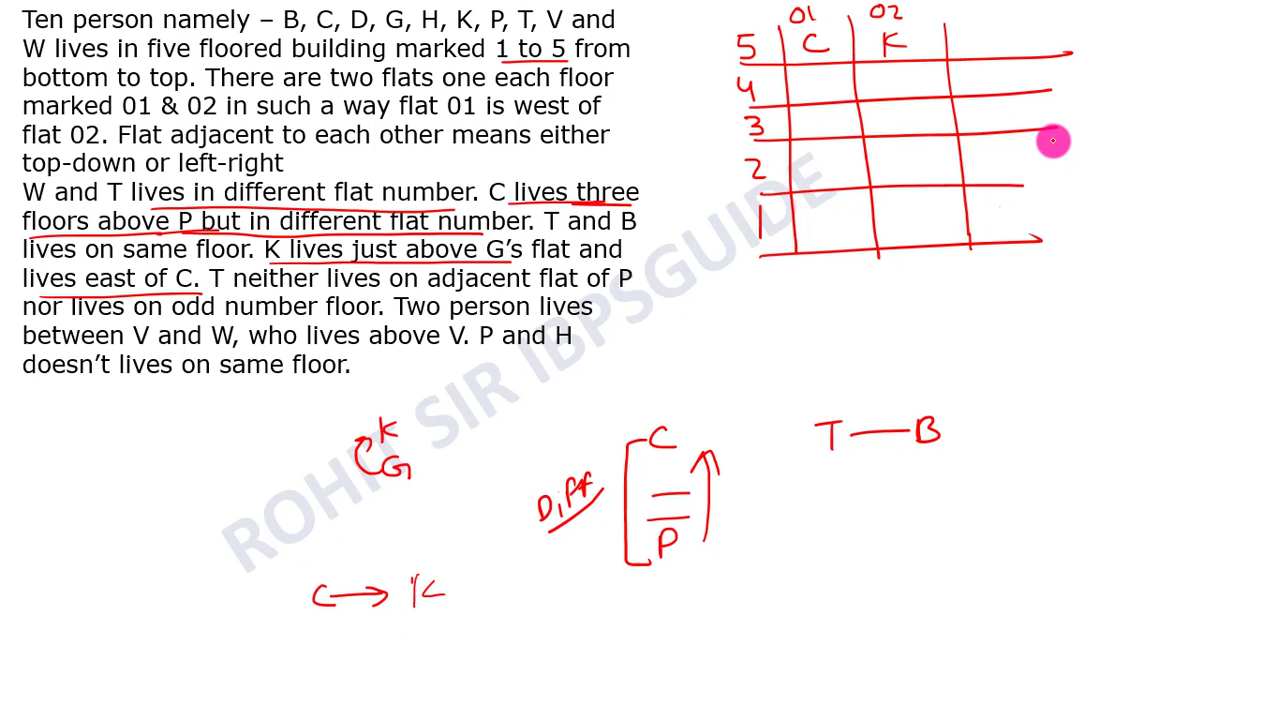 Ten person namely – B, C, D, G, H, K, P, T, V and
W lives in five floored building marked 1 to 5 from
bottom to top. There are two flats one each floor
marked 01 & 02 in such a way flat 01 is west of
flat 02. Flat adjacent to each other means either
top-down or left-right
W and T lives in different flat number. C lives three
floors above P but in different flat number. T and B
lives on same floor. K lives just above G’s flat and
lives east of C. T neither lives on adjacent flat of P
nor lives on odd number floor. Two person lives
between V and W, who lives above V. P and H
doesn’t lives on same floor.
01 02
5 C K
4
3
2
1
K
G
Diff
C
P
T — B
C → K
ROHIT SIR IBPSGUIDE